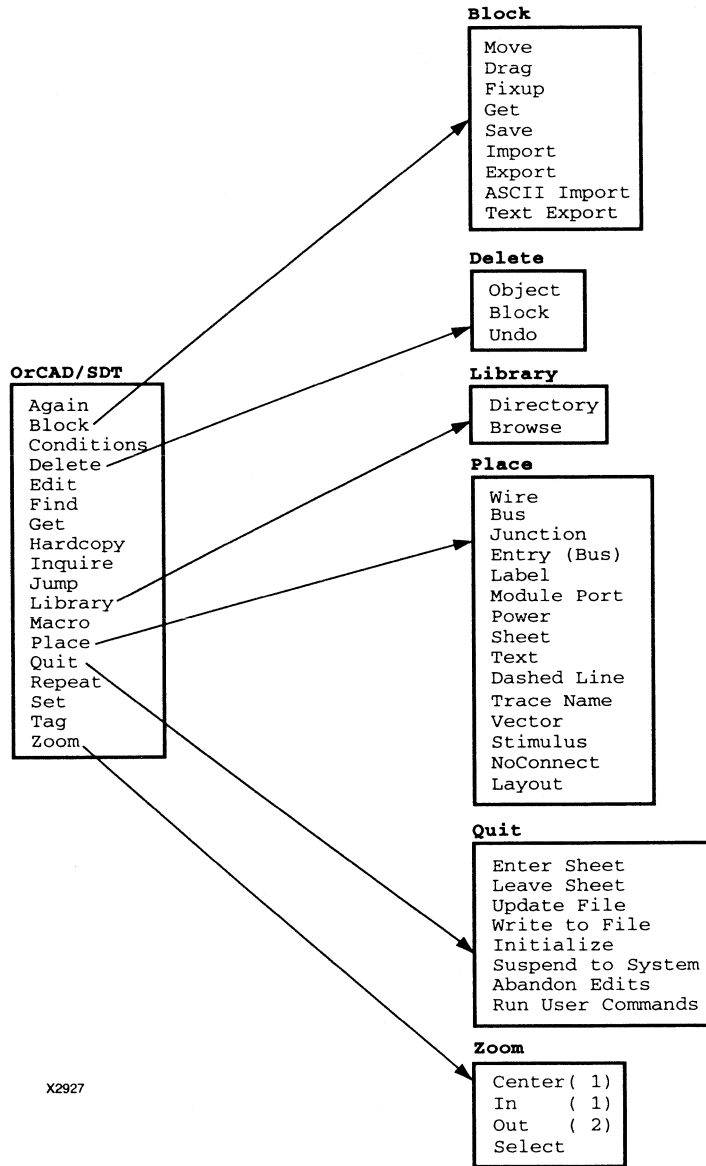 Block
Move
Drag
Fixup
Get
Save
Import
Export
ASCII Import
Text Export
Delete
Object
Block
Undo
OrCAD/SDT
Again
Block
Conditions
Delete
Edit
Find
Get
Hardcopy
Inquire
Jump
Library
Macro
Place
Quit
Repeat
Set
Tag
Zoom
Library
Directory
Browse
Place
Wire
Bus
Junction
Entry (Bus)
Label
Module Port
Power
Sheet
Text
Dashed Line
Trace Name
Vector
Stimulus
NoConnect
Layout
Quit
Enter Sheet
Leave Sheet
Update File
Write to File
Initialize
Suspend to System
Abandon Edits
Run User Commands
Zoom
Center( 1)
In    ( 1)
Out   ( 2)
Select
X2927